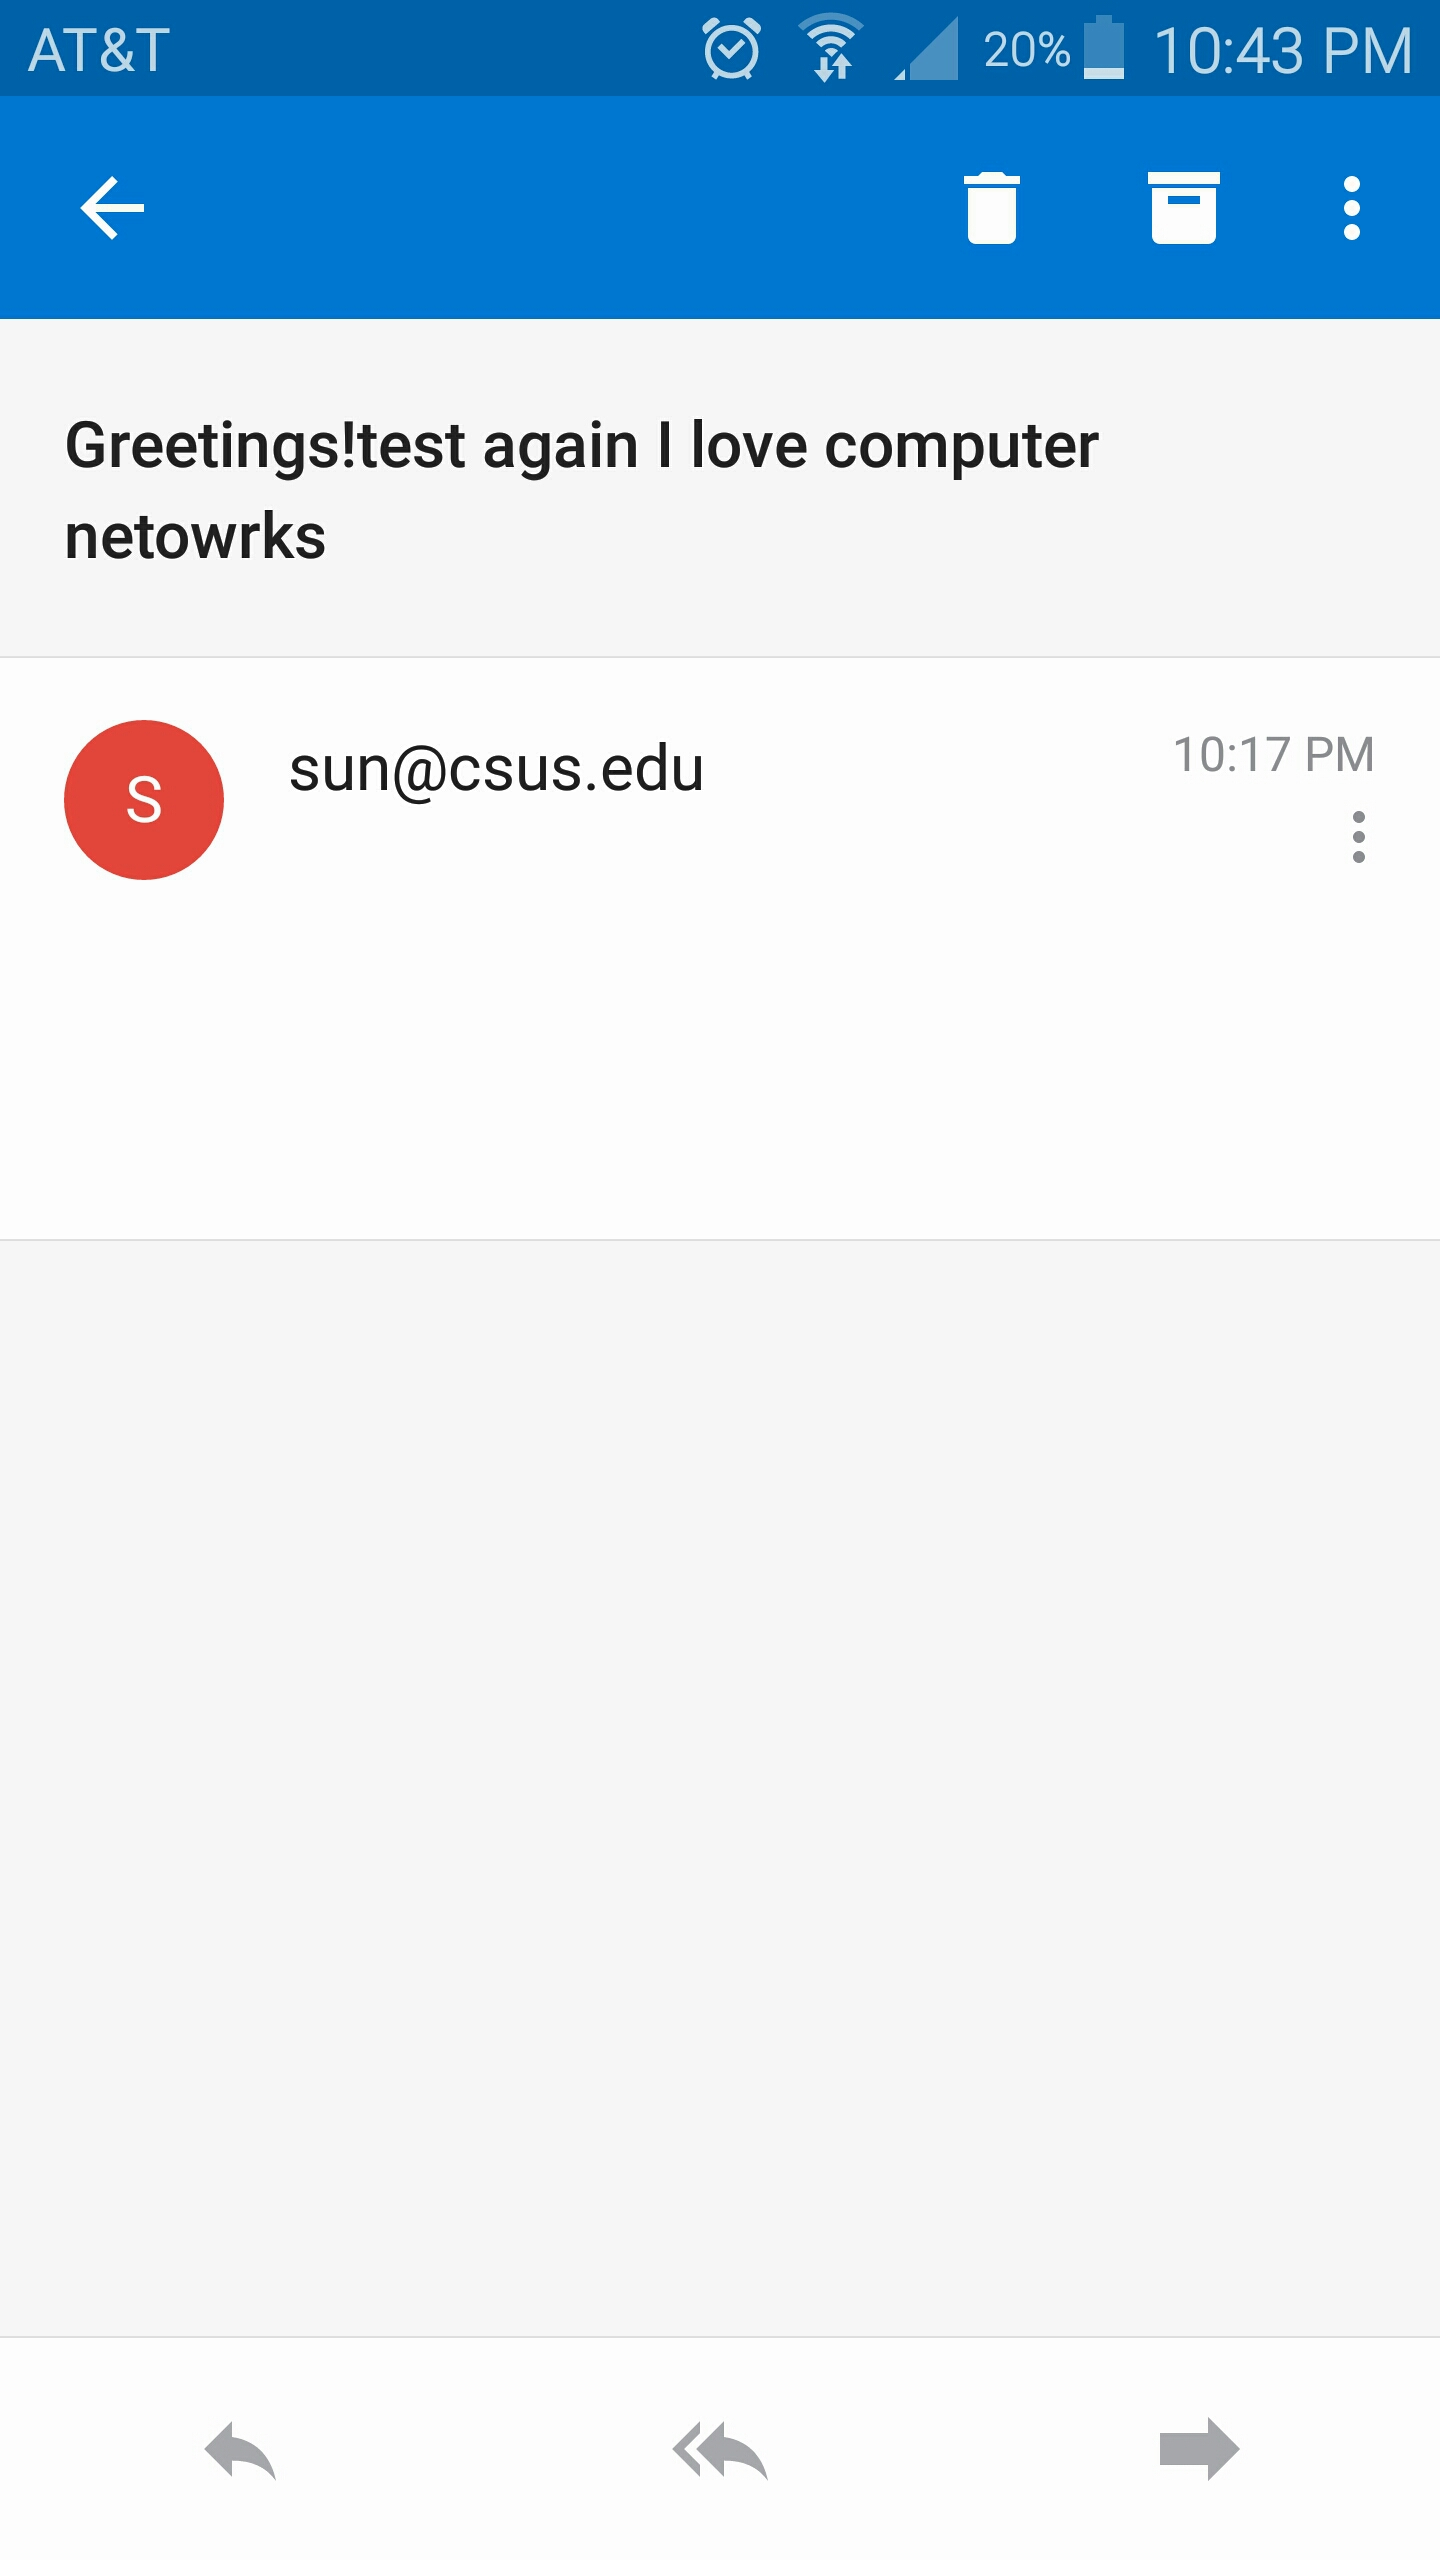 AT&T 20% 10:43 PM
Greetings!test again I love computer
netowrks
S sun@csus.edu 10:17 PM